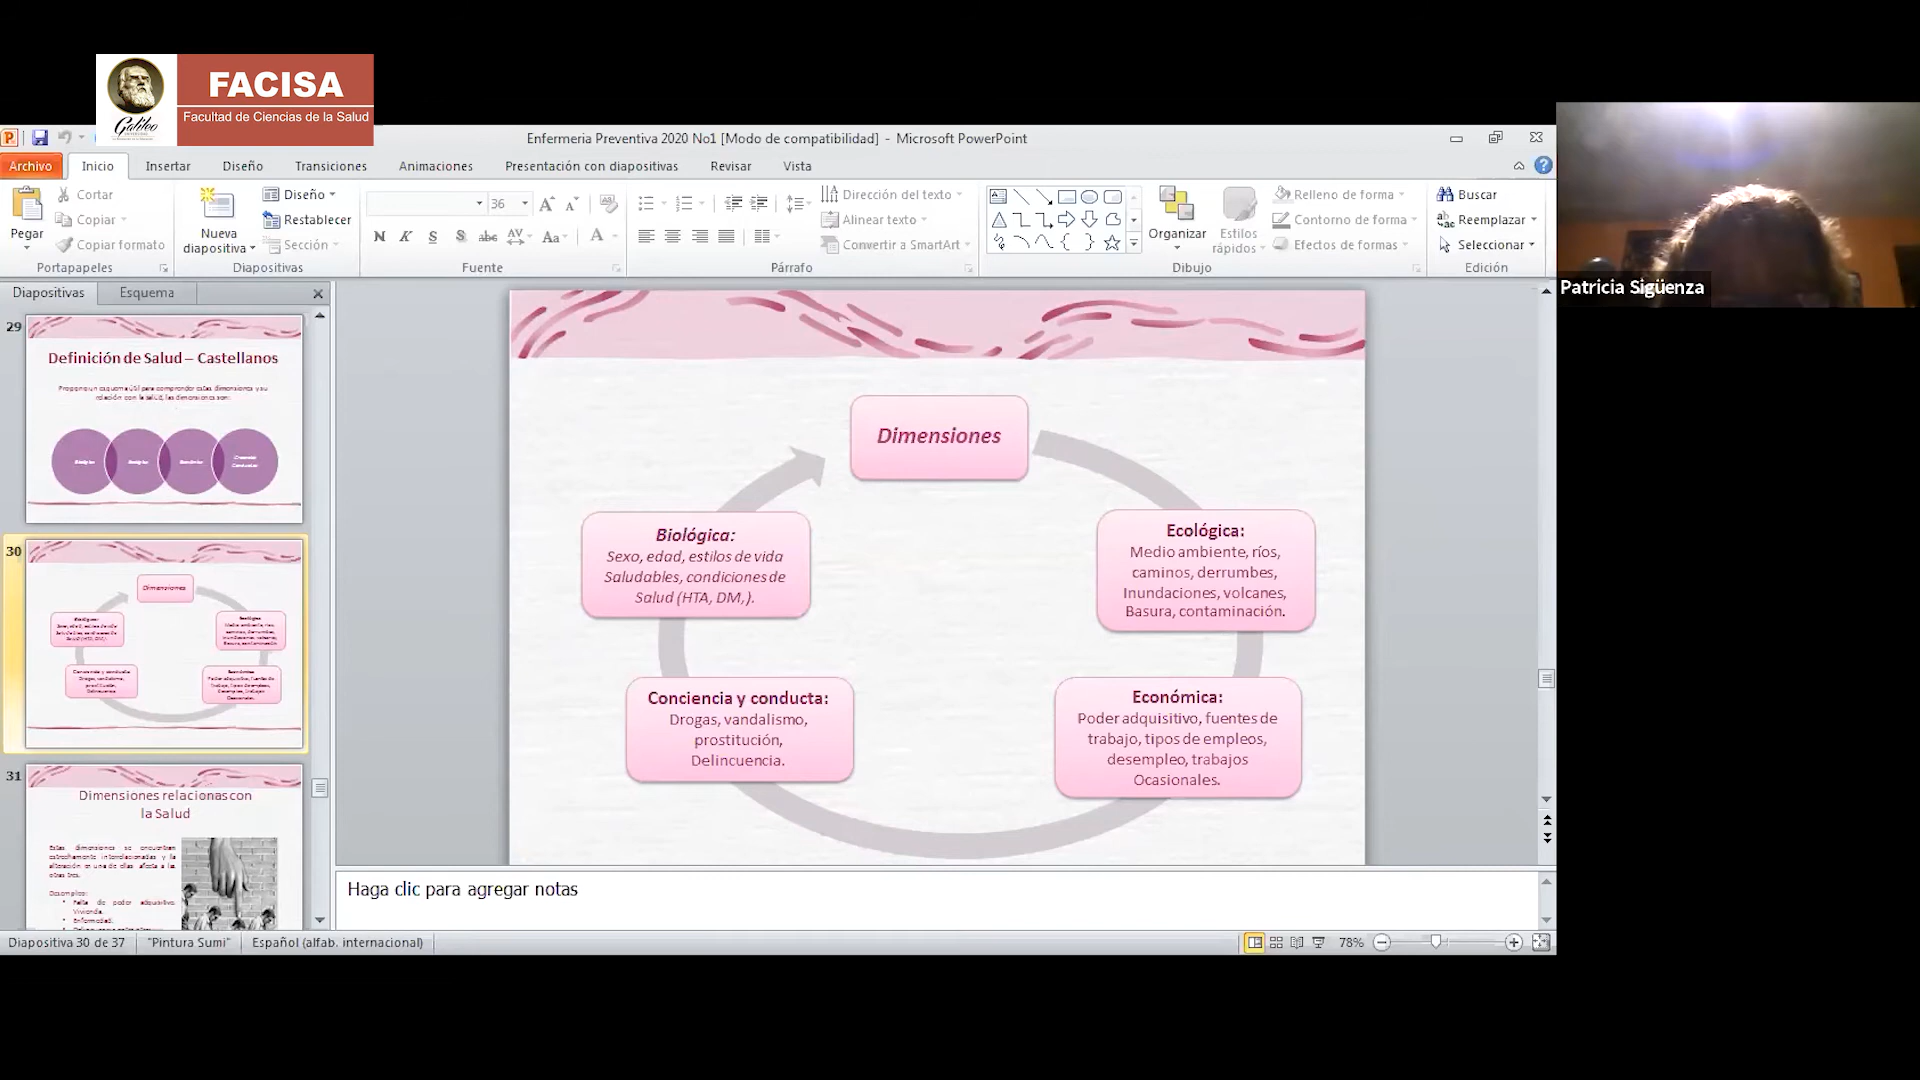 FACISA
Facultad de Ciencias de la Salud
Galileo
Enfermeria Preventiva 2020 No1 [Modo de compatibilidad] - Microsoft PowerPoint
Archivo Inicio Insertar Diseño Transiciones Animaciones Presentación con diapositivas Revisar Vista
Pegar
Cortar
Copiar
Copiar formato
Portapapeles
Nueva
diapositiva
Diseño
Restablecer
Sección
Diapositivas
36
N K S S abc AV Aa A
Fuente
Dirección del texto
Alinear texto
Convertir a SmartArt
Párrafo
Organizar
Estilos
rápidos
Relleno de forma
Contorno de forma
Efectos de formas
Dibujo
Buscar
Reemplazar
Seleccionar
Edición
Patricia Sigüenza
Diapositivas Esquema
29
Definición de Salud – Castellanos
30
Dimensiones
31
Dimensiones relacionas con
la Salud
Dimensiones
Biológica:
Sexo, edad, estilos de vida
Saludables, condiciones de
Salud (HTA, DM,).
Ecológica:
Medio ambiente, ríos,
caminos, derrumbes,
Inundaciones, volcanes,
Basura, contaminación.
Conciencia y conducta:
Drogas, vandalismo,
prostitución,
Delincuencia.
Económica:
Poder adquisitivo, fuentes de
trabajo, tipos de empleos,
desempleo, trabajos
Ocasionales.
Haga clic para agregar notas
Diapositiva 30 de 37 "Pintura Sumi" Español (alfab. internacional) 78%